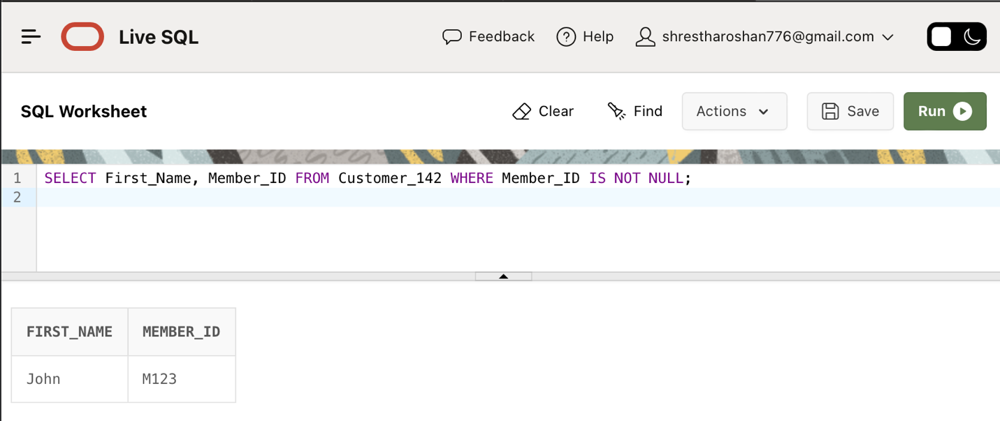 Live SQL Feedback Help shrestharoshan776@gmail.com
SQL Worksheet Clear Find Actions Save Run
1 SELECT First_Name, Member_ID FROM Customer_142 WHERE Member_ID IS NOT NULL;
2
FIRST_NAME MEMBER_ID
John M123